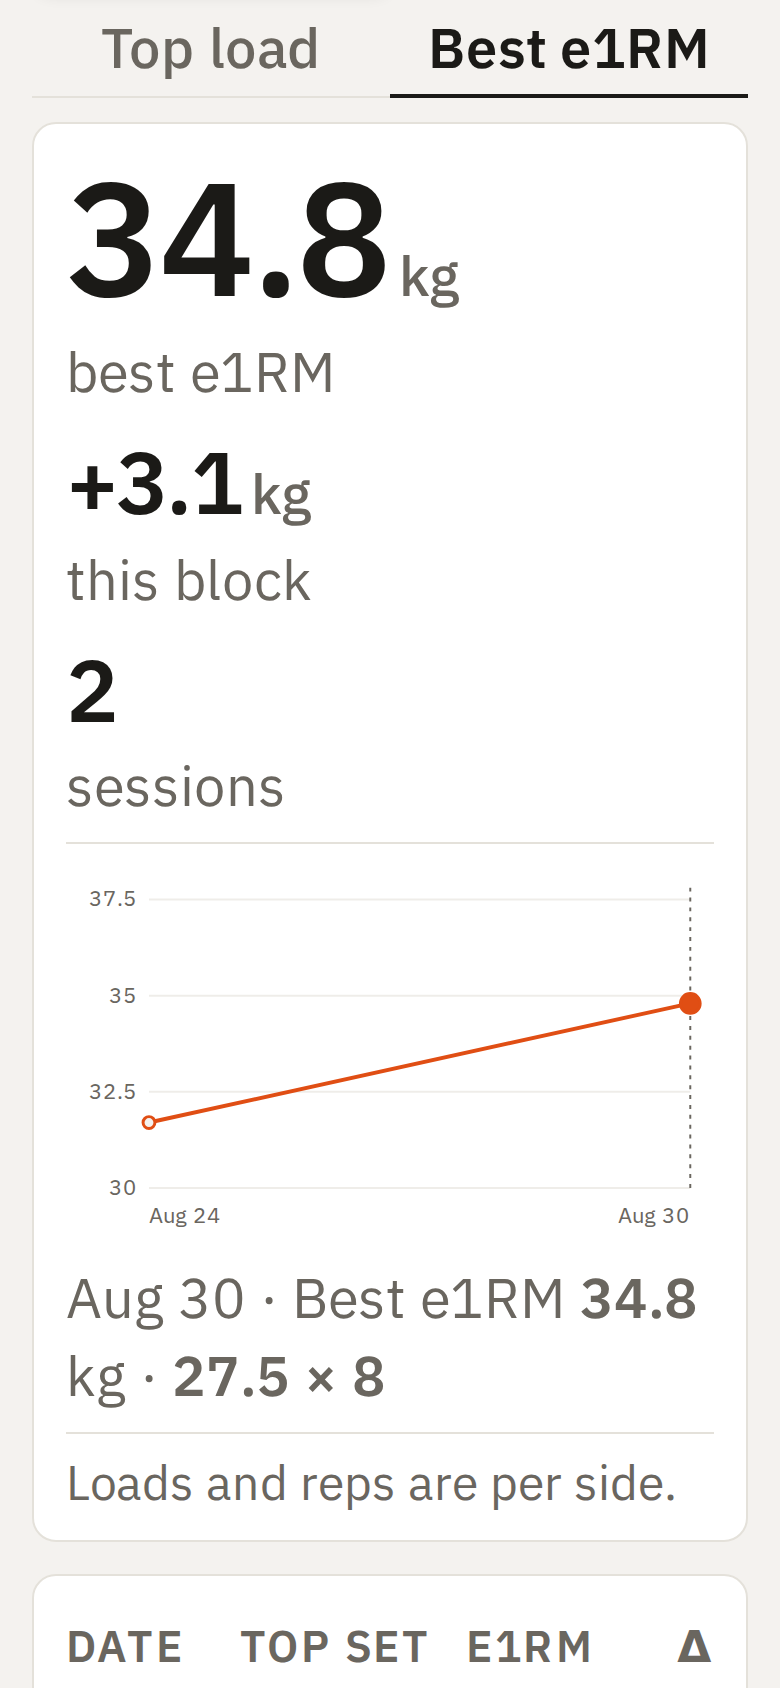 Top load Best e1RM
34.8 kg
best e1RM
+3.1 kg
this block
2
sessions
37.5
35
32.5
30
Aug 24 Aug 30
Aug 30 · Best e1RM 34.8
kg · 27.5 × 8
Loads and reps are per side.
DATE TOP SET E1RM Δ